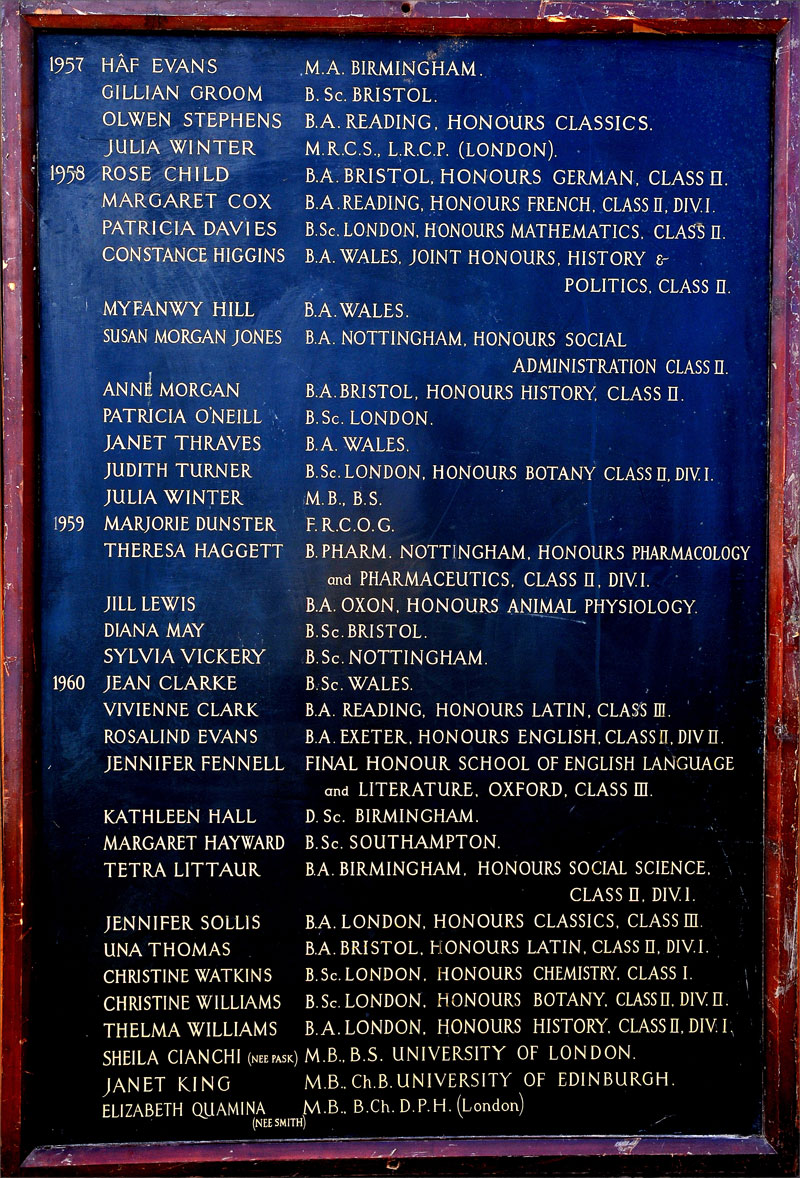 1957 HÂF EVANS M.A. BIRMINGHAM.
GILLIAN GROOM B.Sc. BRISTOL.
OLWEN STEPHENS B.A. READING, HONOURS CLASSICS.
JULIA WINTER M.R.C.S., L.R.C.P. (LONDON).
1958 ROSE CHILD B.A. BRISTOL, HONOURS GERMAN, CLASS II.
MARGARET COX B.A. READING, HONOURS FRENCH, CLASS II, DIV. I.
PATRICIA DAVIES B.Sc. LONDON, HONOURS MATHEMATICS, CLASS II.
CONSTANCE HIGGINS B.A. WALES, JOINT HONOURS, HISTORY &
POLITICS, CLASS II.
MYFANWY HILL B.A. WALES.
SUSAN MORGAN JONES B.A. NOTTINGHAM, HONOURS SOCIAL
ADMINISTRATION CLASS II.
ANNE MORGAN B.A. BRISTOL, HONOURS HISTORY, CLASS II.
PATRICIA O'NEILL B.Sc. LONDON.
JANET THRAVES B.A. WALES.
JUDITH TURNER B.Sc. LONDON, HONOURS BOTANY CLASS II, DIV. I.
JULIA WINTER M.B., B.S.
1959 MARJORIE DUNSTER F.R.C.O.G.
THERESA HAGGETT B. PHARM. NOTTINGHAM, HONOURS PHARMACOLOGY
and PHARMACEUTICS, CLASS II, DIV. I.
JILL LEWIS B.A. OXON, HONOURS ANIMAL PHYSIOLOGY.
DIANA MAY B.Sc. BRISTOL.
SYLVIA VICKERY B.Sc. NOTTINGHAM.
1960 JEAN CLARKE B.Sc. WALES.
VIVIENNE CLARK B.A. READING, HONOURS LATIN, CLASS III.
ROSALIND EVANS B.A. EXETER, HONOURS ENGLISH, CLASS II, DIV II.
JENNIFER FENNELL FINAL HONOUR SCHOOL OF ENGLISH LANGUAGE
and LITERATURE, OXFORD, CLASS III.
KATHLEEN HALL D.Sc. BIRMINGHAM.
MARGARET HAYWARD B.Sc. SOUTHAMPTON.
TETRA LITTAUR B.A. BIRMINGHAM, HONOURS SOCIAL SCIENCE,
CLASS II, DIV. I.
JENNIFER SOLLIS B.A. LONDON, HONOURS CLASSICS, CLASS III.
UNA THOMAS B.A. BRISTOL, HONOURS LATIN, CLASS II, DIV. I.
CHRISTINE WATKINS B.Sc. LONDON, HONOURS CHEMISTRY, CLASS I.
CHRISTINE WILLIAMS B.Sc. LONDON, HONOURS BOTANY, CLASS II, DIV. II.
THELMA WILLIAMS B.A. LONDON, HONOURS HISTORY, CLASS II, DIV. I.
SHEILA CIANCHI (NEE PASK) M.B., B.S. UNIVERSITY OF LONDON.
JANET KING M.B., Ch.B. UNIVERSITY OF EDINBURGH.
ELIZABETH QUAMINA M.B., B.Ch. D.P.H. (London)
(NEE SMITH)